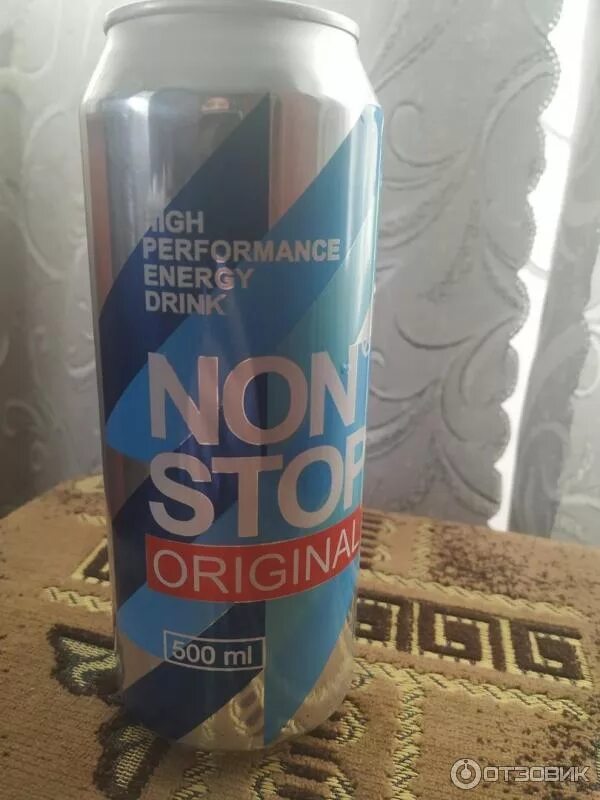 HIGH
PERFORMANCE
ENERGY
DRINK
NON
STOP
ORIGINAL
500 ml
ОТЗОВИК